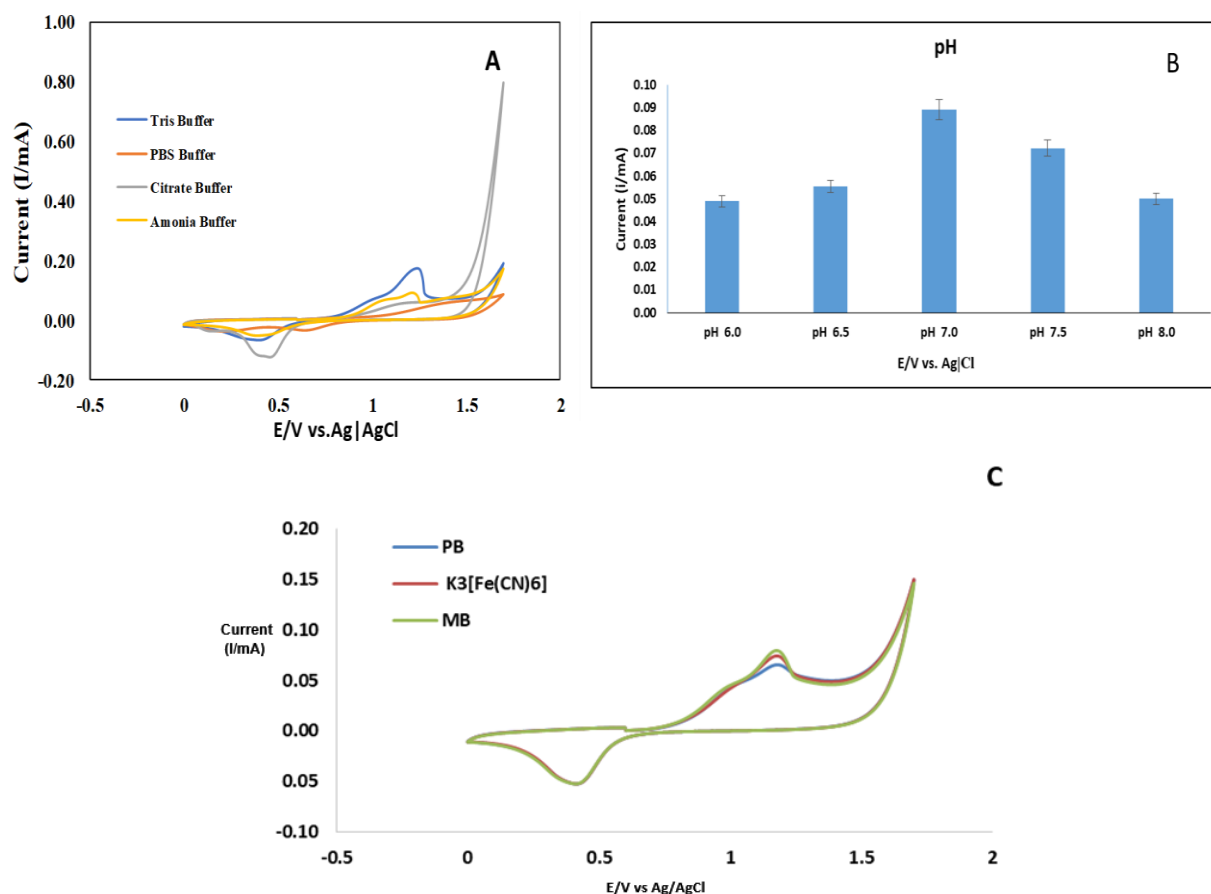 A
1.00
0.80
0.60
0.40
0.20
0.00
-0.20
Current (I/mA)
Tris Buffer
PBS Buffer
Citrate Buffer
Amonia Buffer
-0.5
0
0.5
1
1.5
2
E/V vs.Ag|AgCl
pH
B
0.10
0.09
0.08
0.07
0.06
0.05
0.04
0.03
0.02
0.01
0.00
Current (i/mA)
pH 6.0
pH 6.5
pH 7.0
pH 7.5
pH 8.0
E/V vs. Ag|Cl
C
0.20
0.15
0.10
0.05
0.00
0.05
-0.10
Current
(I/mA)
PB
K3[Fe(CN)6]
MB
-0.5
0
0.5
1
1.5
2
E/V vs Ag/AgCl